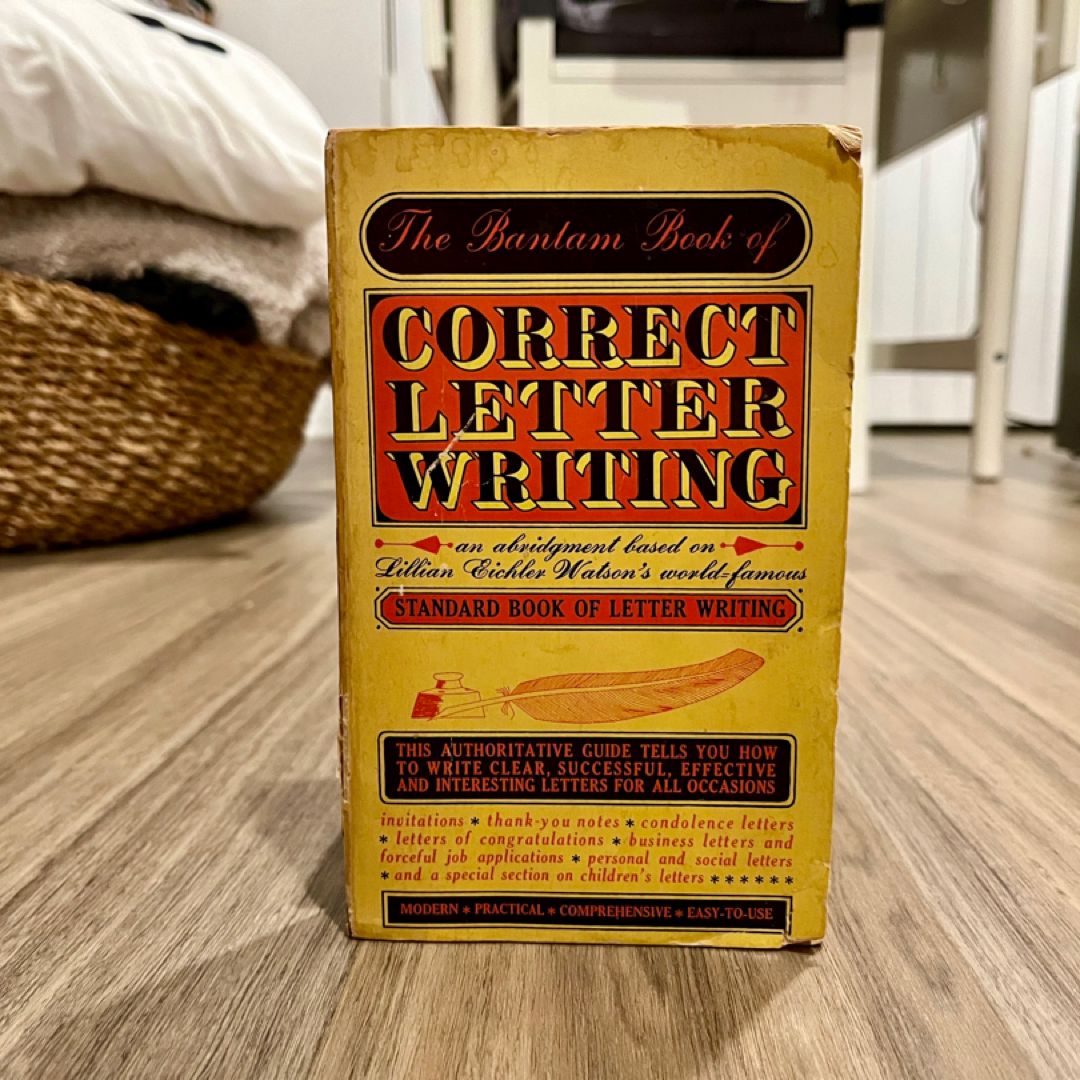 The Bantam Book of
CORRECT
LETTER
WRITING
an abridgment based on
Lillian Eichler Watson's world-famous
STANDARD BOOK OF LETTER WRITING
THIS AUTHORITATIVE GUIDE TELLS YOU HOW
TO WRITE CLEAR, SUCCESSFUL, EFFECTIVE
AND INTERESTING LETTERS FOR ALL OCCASIONS
invitations * thank-you notes * condolence letters
* letters of congratulations * business letters and
forceful job applications * personal and social letters
* and a special section on children's letters * * * * * *
MODERN * PRACTICAL * COMPREHENSIVE * EASY-TO-USE